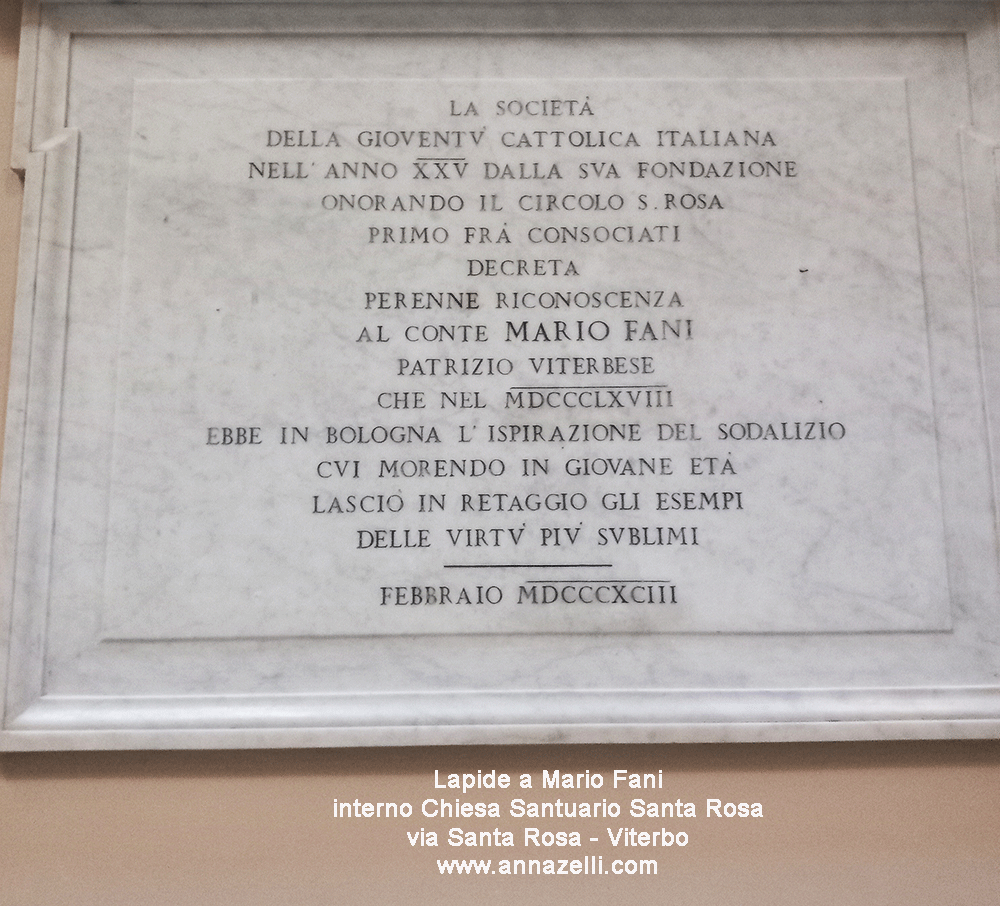 LA SOCIETÀ
DELLA GIOVENTV̀ CATTOLICA ITALIANA
NELL' ANNO X̅X̅V̅ DALLA SVA FONDAZIONE
ONORANDO IL CIRCOLO S. ROSA
PRIMO FRÀ CONSOCIATI
DECRETA
PERENNE RICONOSCENZA
AL CONTE MARIO FANI
PATRIZIO VITERBESE
CHE NEL M̅D̅C̅C̅C̅L̅X̅V̅I̅I̅I̅
EBBE IN BOLOGNA L' ISPIRAZIONE DEL SODALIZIO
CVI MORENDO IN GIOVANE ETÀ
LASCIÒ IN RETAGGIO GLI ESEMPI
DELLE VIRTV̀ PIV̀ SVBLIMI
FEBBRAIO M̅D̅C̅C̅C̅X̅C̅I̅I̅I̅
Lapide a Mario Fani
interno Chiesa Santuario Santa Rosa
via Santa Rosa - Viterbo
www.annazelli.com